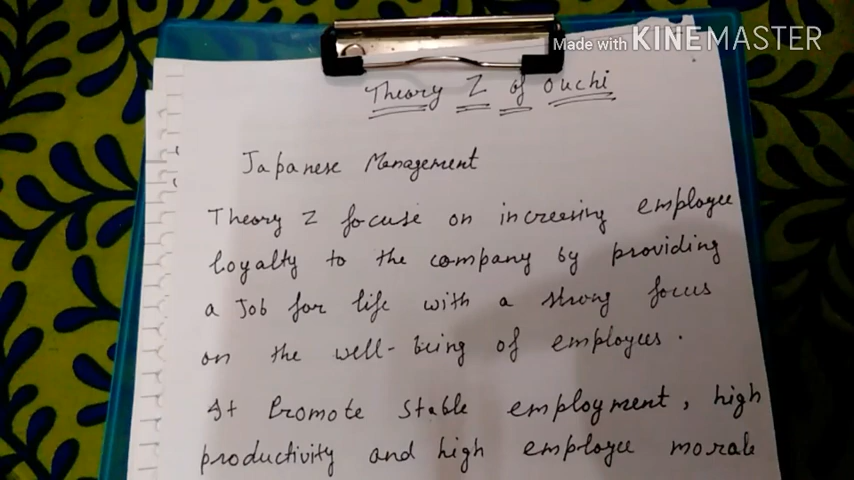 Made with KINEMASTER
Theory Z of Ouchi
Japanese Management
Theory Z focuse on increesing employee
loyalty to the company by providing
a Job for life with a strong focus
on the well-being of employees.
It Promote Stable employment, high
productivity and high employee morale